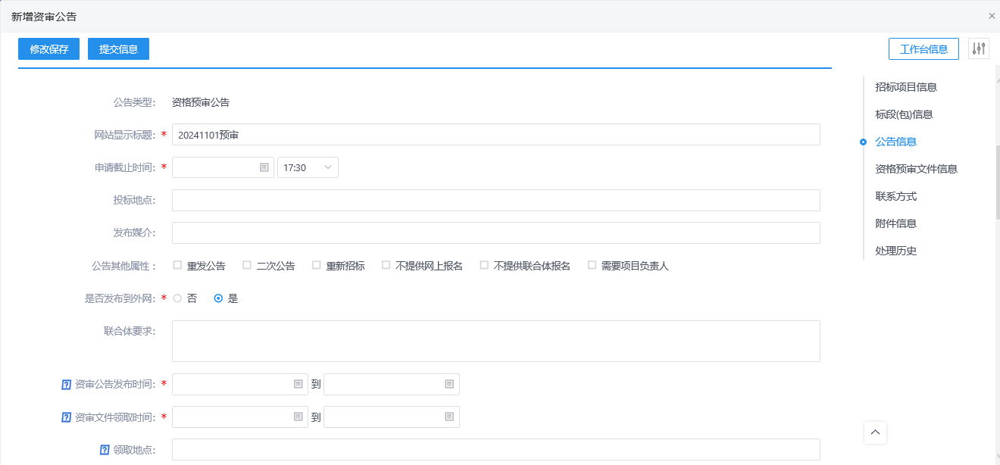 新增资审公告
修改保存 提交信息 工作台信息
公告类型: 资格预审公告
网站显示标题: * 20241101预审
申请截止时间: * 17:30
投标地点:
发布媒介:
公告其他属性: 重发公告 二次公告 重新招标 不提供网上报名 不提供联合体报名 需要项目负责人
是否发布到外网: * 否 是
联合体要求:
资审公告发布时间: * 到
资审文件领取时间: * 到
领取地点:
招标项目信息
标段(包)信息
公告信息
资格预审文件信息
联系方式
附件信息
处理历史